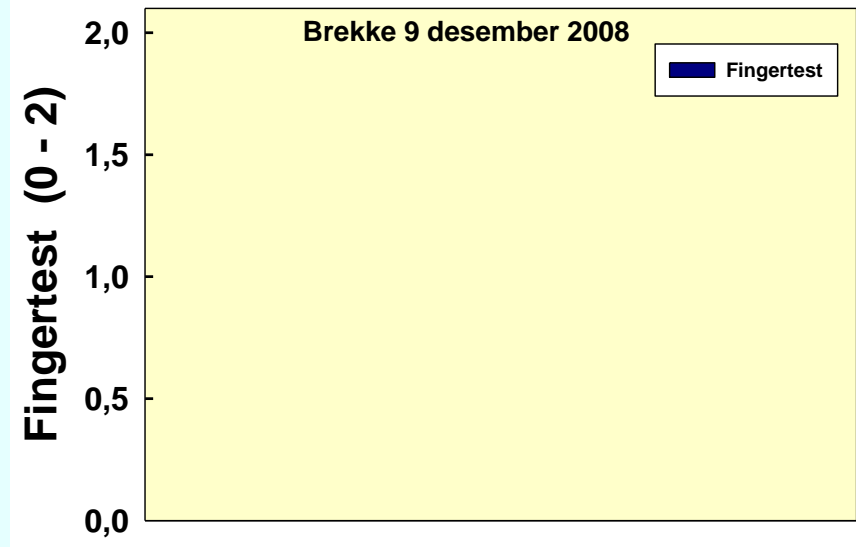 Brekke 9 desember 2008
Fingertest
Fingertest (0 - 2)
2,0
1,5
1,0
0,5
0,0